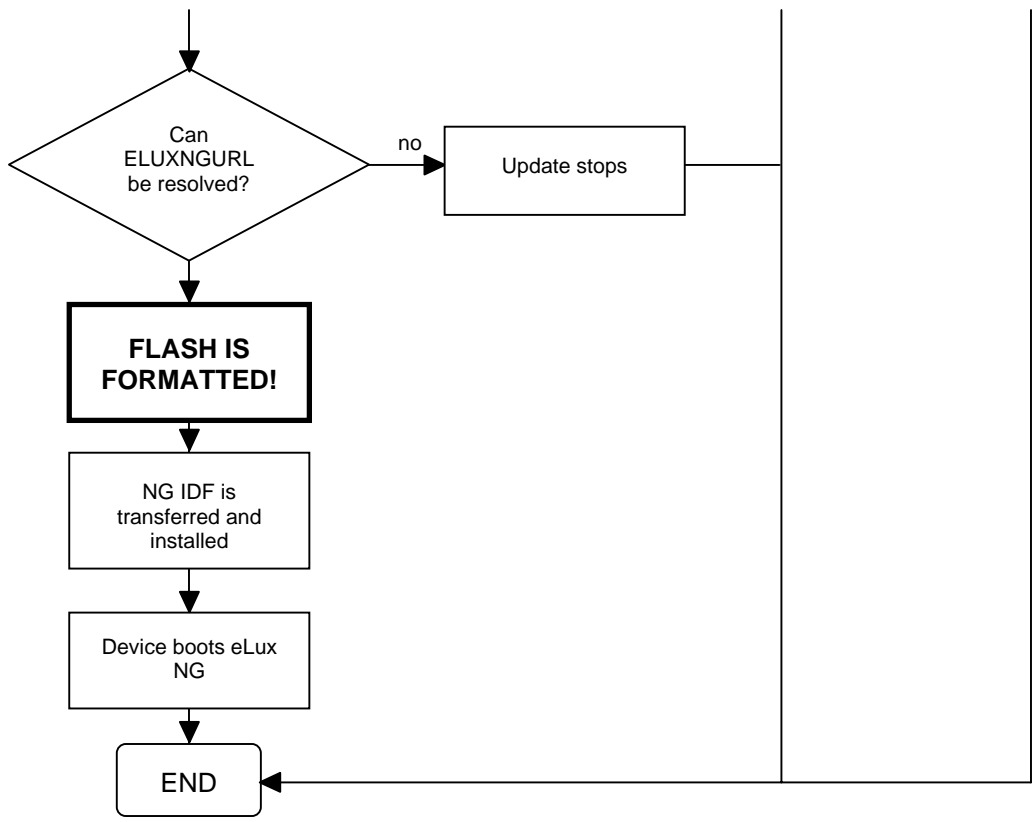 Can
ELUXNGURL
be resolved?
no
Update stops
FLASH IS
FORMATTED!
NG IDF is
transferred and
installed
Device boots eLux
NG
END